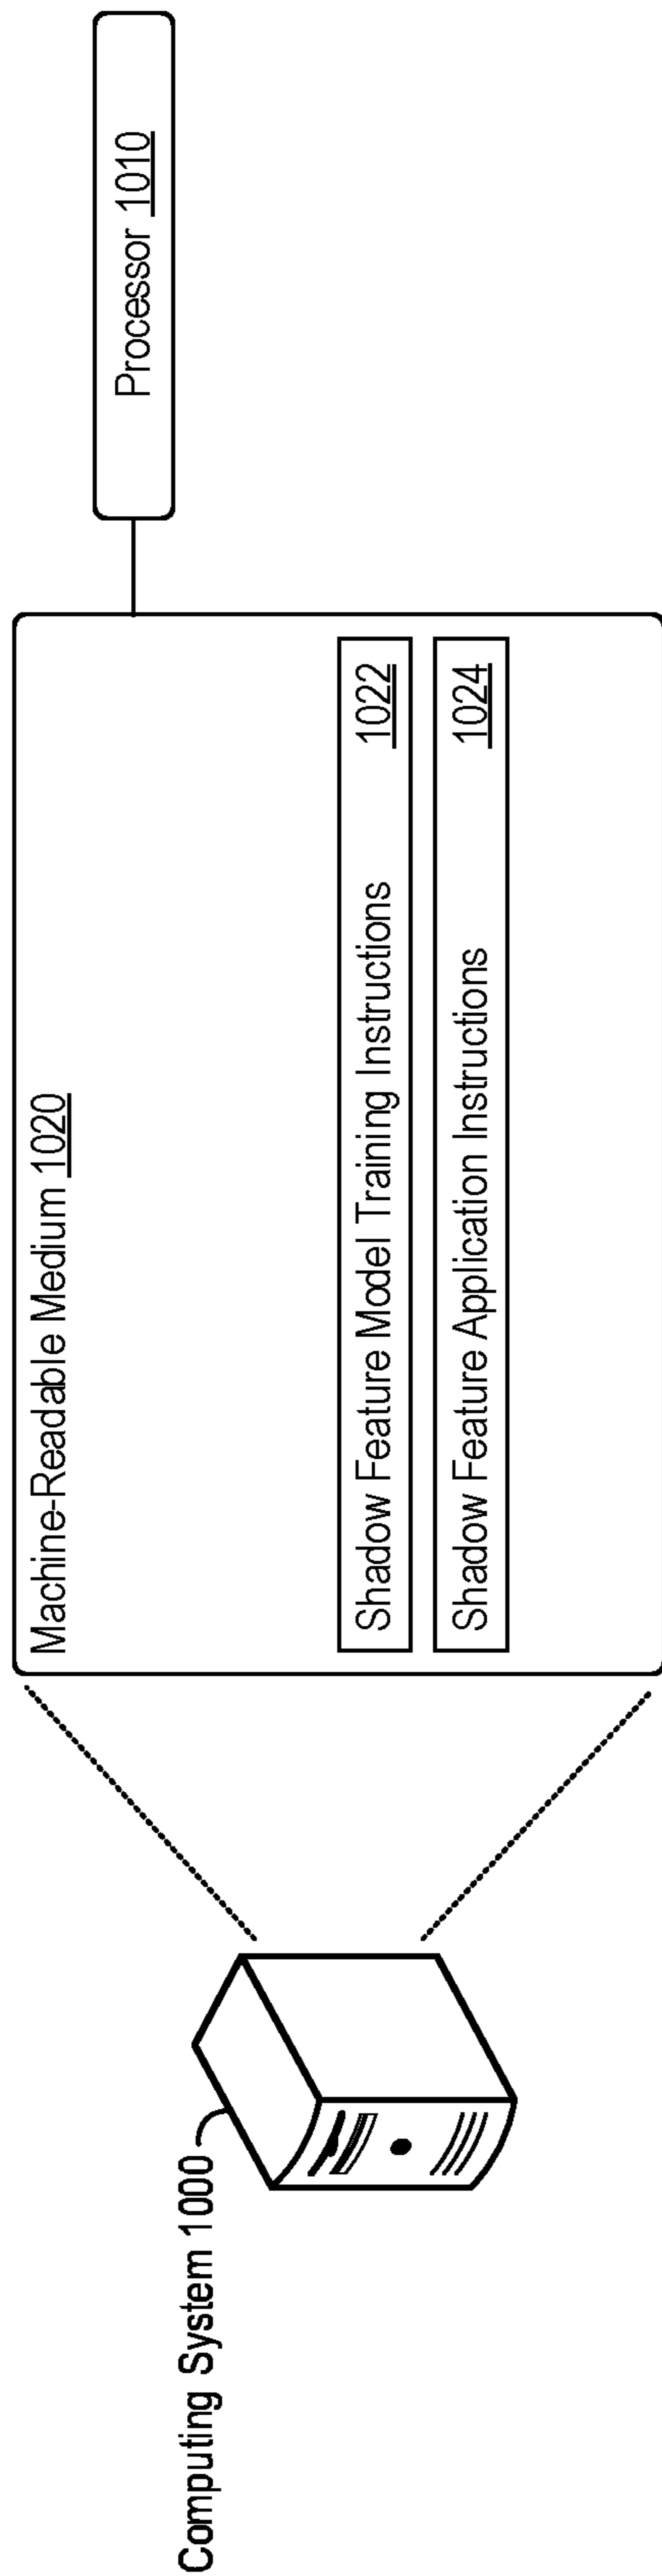 Computing System 1000
Machine-Readable Medium 1020
Shadow Feature Model Training Instructions 1022
Shadow Feature Application Instructions 1024
Processor 1010